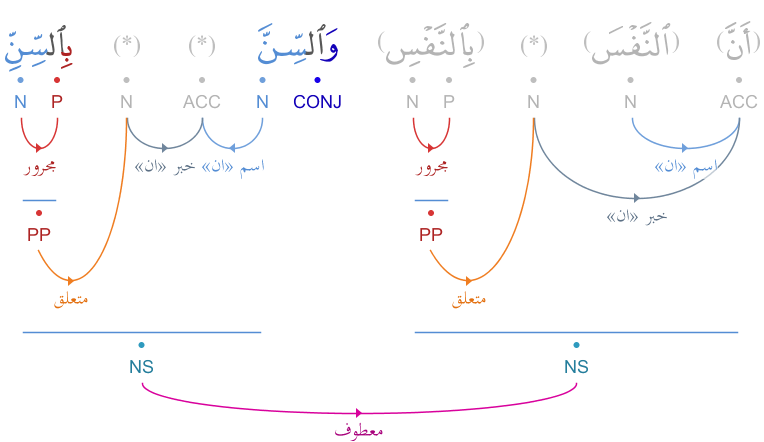 (أَنَّ) (ٱلنَّفْسَ) (*) (بِٱلنَّفْسِ) وَٱلسِّنَّ (*) (*) بِٱلسِّنِّ
ACC N N P N CONJ N ACC N P
مجرور اسم «ان» مجرور خبر «ان» اسم «ان»
خبر «ان»
PP PP
متعلق متعلق
NS NS
معطوف